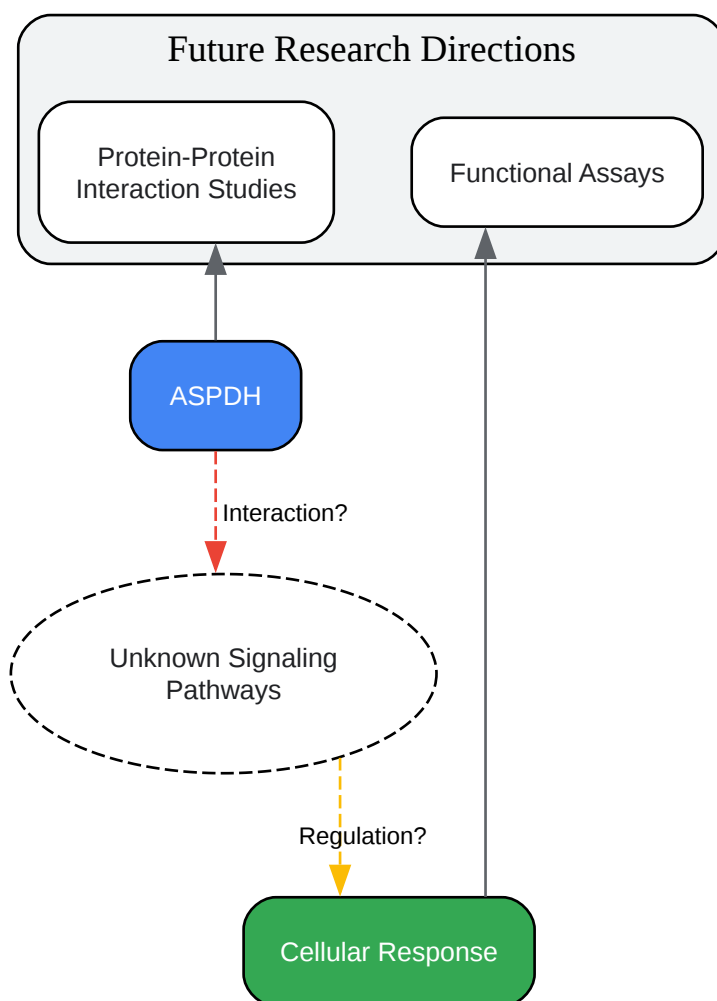 Future Research Directions
Protein-Protein
Interaction Studies
Functional Assays
ASPDH
Interaction?
Unknown Signaling
Pathways
Regulation?
Cellular Response